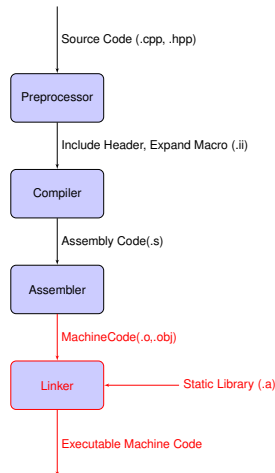 Source Code (.cpp, .hpp)
Preprocessor
Include Header, Expand Macro (.ii)
Compiler
Assembly Code(.s)
Assembler
MachineCode(.o,.obj)
Linker
Static Library (.a)
Executable Machine Code